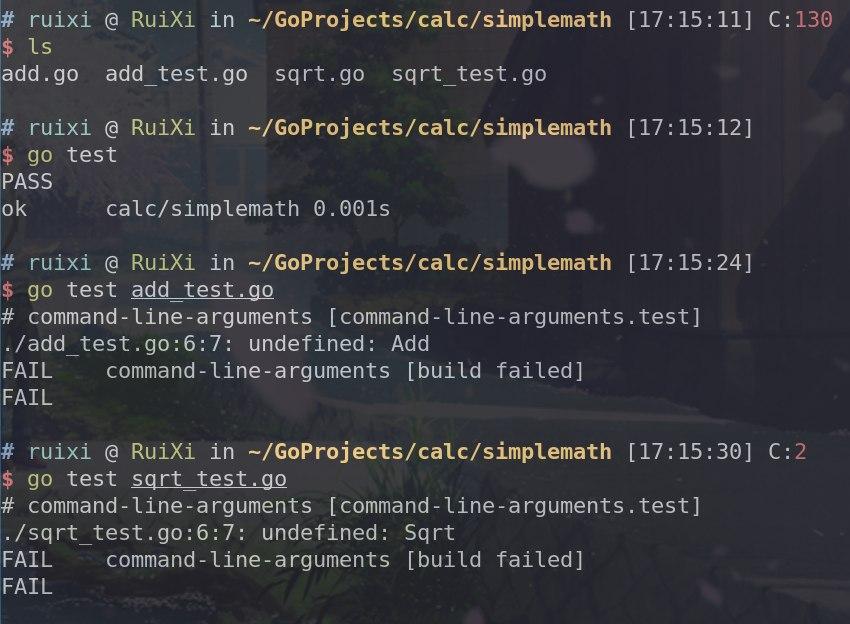 # ruixi @ RuiXi in ~/GoProjects/calc/simplemath [17:15:11] C:130
$ ls
add.go  add_test.go  sqrt.go  sqrt_test.go
# ruixi @ RuiXi in ~/GoProjects/calc/simplemath [17:15:12]
$ go test
PASS
ok      calc/simplemath 0.001s
# ruixi @ RuiXi in ~/GoProjects/calc/simplemath [17:15:24]
$ go test add_test.go
# command-line-arguments [command-line-arguments.test]
./add_test.go:6:7: undefined: Add
FAIL    command-line-arguments [build failed]
FAIL
# ruixi @ RuiXi in ~/GoProjects/calc/simplemath [17:15:30] C:2
$ go test sqrt_test.go
# command-line-arguments [command-line-arguments.test]
./sqrt_test.go:6:7: undefined: Sqrt
FAIL    command-line-arguments [build failed]
FAIL